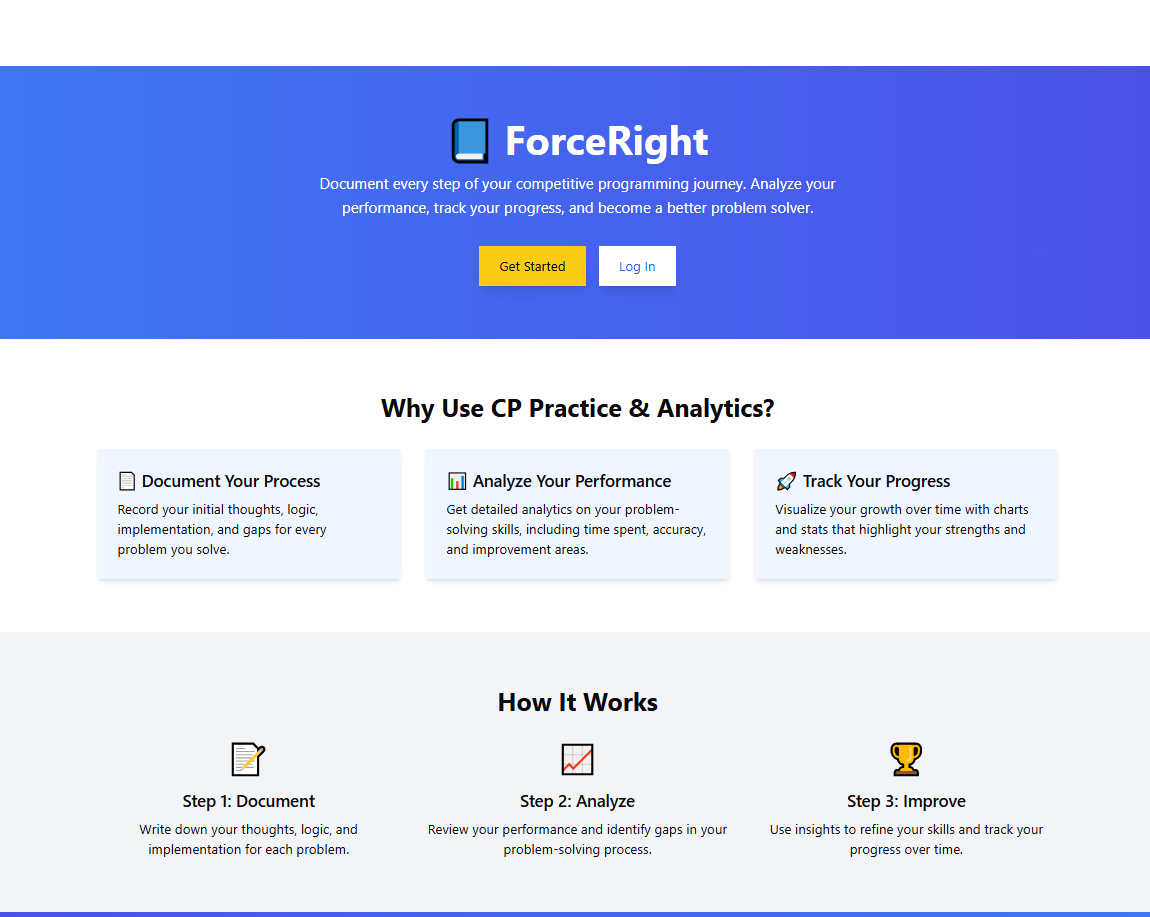 ForceRight
Document every step of your competitive programming journey. Analyze your
performance, track your progress, and become a better problem solver.
Get Started
Log In
Why Use CP Practice & Analytics?
Document Your Process
Record your initial thoughts, logic,
implementation, and gaps for every
problem you solve.
Analyze Your Performance
Get detailed analytics on your problem-
solving skills, including time spent, accuracy,
and improvement areas.
Track Your Progress
Visualize your growth over time with charts
and stats that highlight your strengths and
weaknesses.
How It Works
Step 1: Document
Write down your thoughts, logic, and
implementation for each problem.
Step 2: Analyze
Review your performance and identify gaps in your
problem-solving process.
Step 3: Improve
Use insights to refine your skills and track your
progress over time.